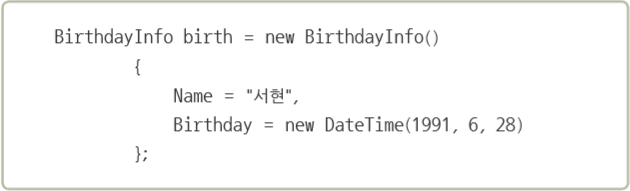 BirthdayInfo birth = new BirthdayInfo()
{
Name = "서현",
Birthday = new DateTime(1991, 6, 28)
};